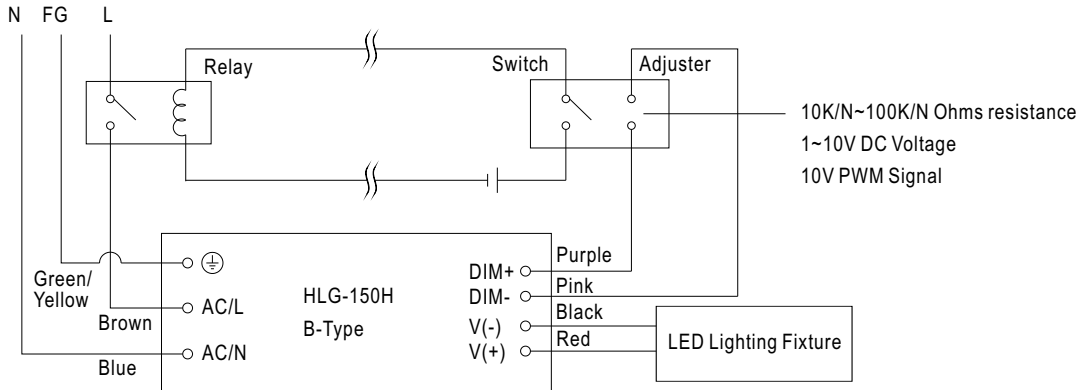 N FG L
Relay
Switch
Adjuster
10K/N~100K/N Ohms resistance
1~10V DC Voltage
10V PWM Signal
Green/
Yellow
Brown
Blue
AC/L
AC/N
HLG-150H
B-Type
DIM+
DIM-
V(-)
V(+)
Purple
Pink
Black
Red
LED Lighting Fixture